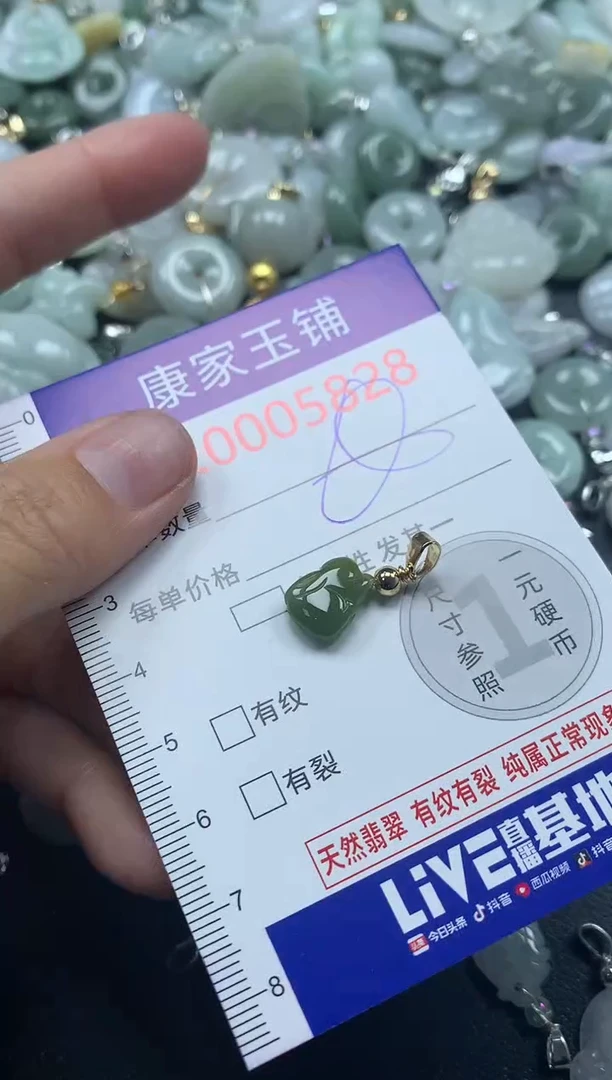 0
康家玉铺
0005828
数量
生发其一
3
每单价格
4
尺寸参照
1
一元硬币
5
有纹
有裂
6
天然翡翠 有纹有裂 纯属正常现象
7
LiVE直播基地
今日头条 抖音 西瓜视频 抖音
8